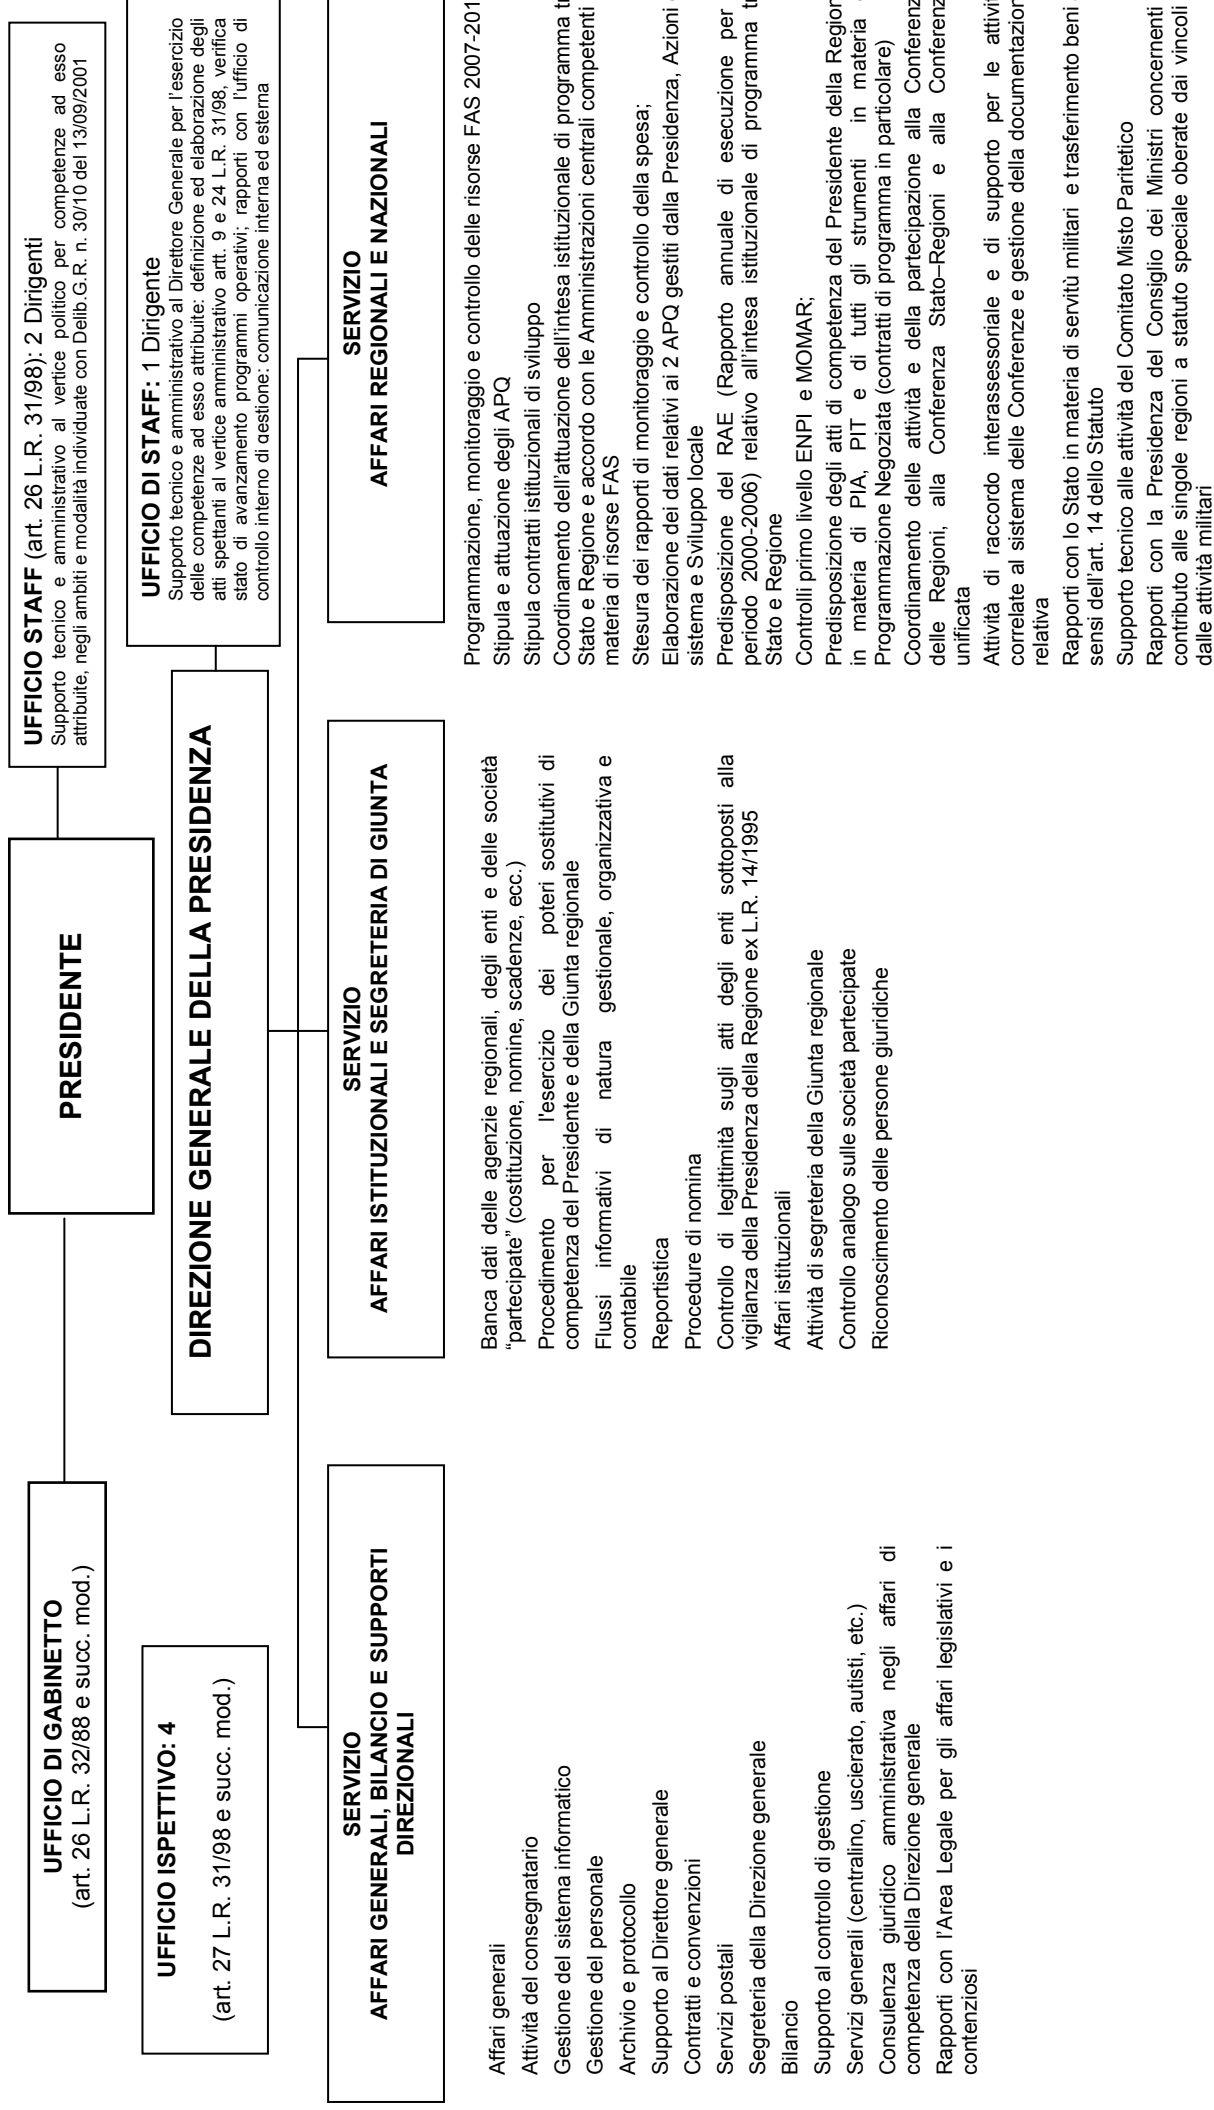 UFFICIO DI GABINETTO
(art. 26 L.R. 32/88 e succ. mod.)
PRESIDENTE
UFFICIO STAFF (art. 26 L.R. 31/98): 2 Dirigenti
Supporto tecnico e amministrativo al vertice politico per competenze ad esso
attribuite, negli ambiti e modalità individuate con Delib.G.R. n. 30/10 del 13/09/2001
UFFICIO ISPETTIVO: 4
(art. 27 L.R. 31/98 e succ. mod.)
DIREZIONE GENERALE DELLA PRESIDENZA
UFFICIO DI STAFF: 1 Dirigente
Supporto tecnico e amministrativo al Direttore Generale per l'esercizio
delle competenze ad esso attribuite: definizione ed elaborazione degli
atti spettanti al vertice amministrativo artt. 9 e 24 L.R. 31/98, verifica
stato di avanzamento programmi operativi; rapporti con l'ufficio di
controllo interno di gestione: comunicazione interna ed esterna
SERVIZIO
AFFARI GENERALI, BILANCIO E SUPPORTI
DIREZIONALI
Affari generali
Attività del consegnatario
Gestione del sistema informatico
Gestione del personale
Archivio e protocollo
Supporto al Direttore generale
Contratti e convenzioni
Servizi postali
Segreteria della Direzione generale
Bilancio
Supporto al controllo di gestione
Servizi generali (centralino, uscierato, autisti, etc.)
Consulenza giuridico amministrativa negli affari di
competenza della Direzione generale
Rapporti con l'Area Legale per gli affari legislativi e i
contenziosi
SERVIZIO
AFFARI ISTITUZIONALI E SEGRETERIA DI GIUNTA
Banca dati delle agenzie regionali, degli enti e delle società
“partecipate” (costituzione, nomine, scadenze, ecc.)
Procedimento per l'esercizio dei poteri sostitutivi di
competenza del Presidente e della Giunta regionale
Flussi informativi di natura gestionale, organizzativa e
contabile
Reportistica
Procedure di nomina
Controllo di legittimità sugli atti degli enti sottoposti alla
vigilanza della Presidenza della Regione ex L.R. 14/1995
Affari istituzionali
Attività di segreteria della Giunta regionale
Controllo analogo sulle società partecipate
Riconoscimento delle persone giuridiche
SERVIZIO
AFFARI REGIONALI E NAZIONALI
Programmazione, monitoraggio e controllo delle risorse FAS 2007-201
Stipula e attuazione degli APQ
Stipula contratti istituzionali di sviluppo
Coordinamento dell'attuazione dell'intesa istituzionale di programma
Stato e Regione e accordo con le Amministrazioni centrali competenti
materia di risorse FAS
Stesura dei rapporti di monitoraggio e controllo della spesa;
Elaborazione dei dati relativi ai 2 APQ gestiti dalla Presidenza, Azioni
sistema e Sviluppo locale
Predisposizione del RAE (Rapporto annuale di esecuzione per
periodo 2000-2006) relativo all'intesa istituzionale di programma
Stato e Regione
Controlli primo livello ENPI e MOMAR;
Predisposizione degli atti di competenza del Presidente della Region
in materia di PIA, PIT e di tutti gli strumenti in materia
Programmazione Negoziata (contratti di programma in particolare)
Coordinamento delle attività e della partecipazione alla Conferenz
delle Regioni, alla Conferenza Stato–Regioni e alla Conferenz
unificata
Attività di raccordo interassessoriale e di supporto per le attivit
correlate al sistema delle Conferenze e gestione della documentazion
relativa
Rapporti con lo Stato in materia di servitù militari e trasferimento beni
sensi dell'art. 14 dello Statuto
Supporto tecnico alle attività del Comitato Misto Paritetico
Rapporti con la Presidenza del Consiglio dei Ministri concernenti
contributo alle singole regioni a statuto speciale oberate dai vincoli
dalle attività militari